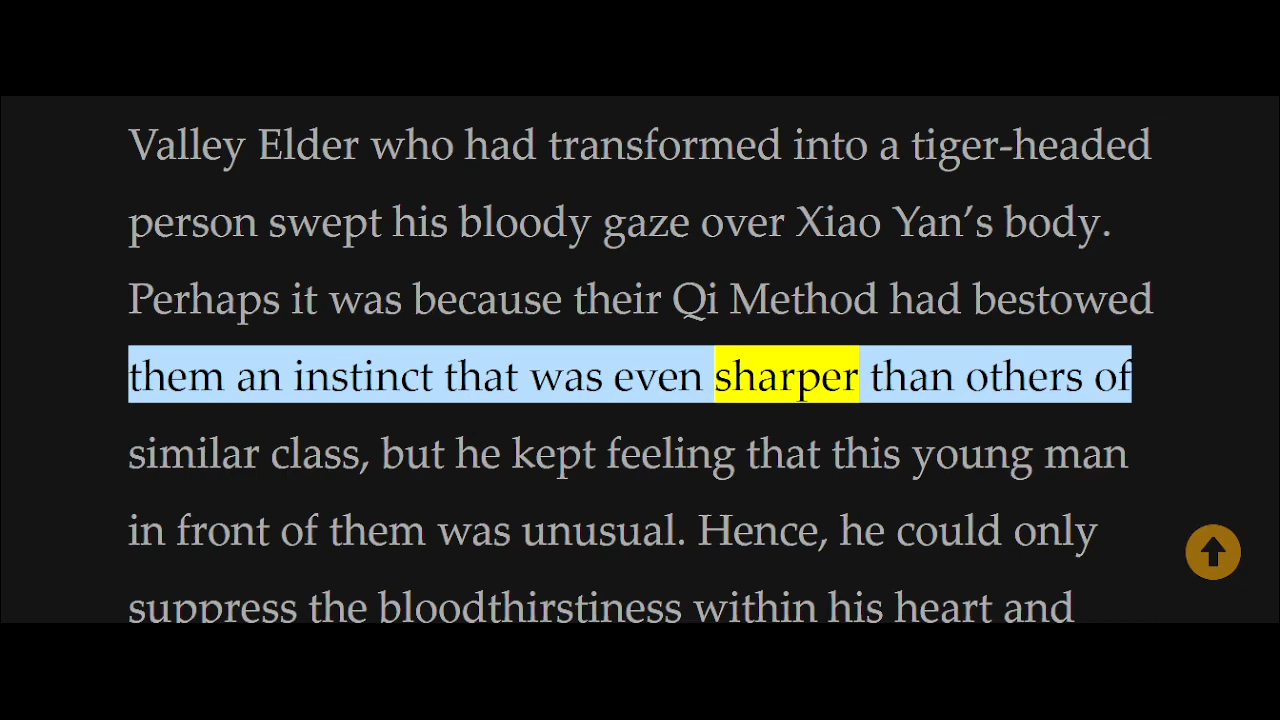 Valley Elder who had transformed into a tiger-headed
person swept his bloody gaze over Xiao Yan’s body.
Perhaps it was because their Qi Method had bestowed
them an instinct that was even sharper than others of
similar class, but he kept feeling that this young man
in front of them was unusual. Hence, he could only
suppress the bloodthirstiness within his heart and